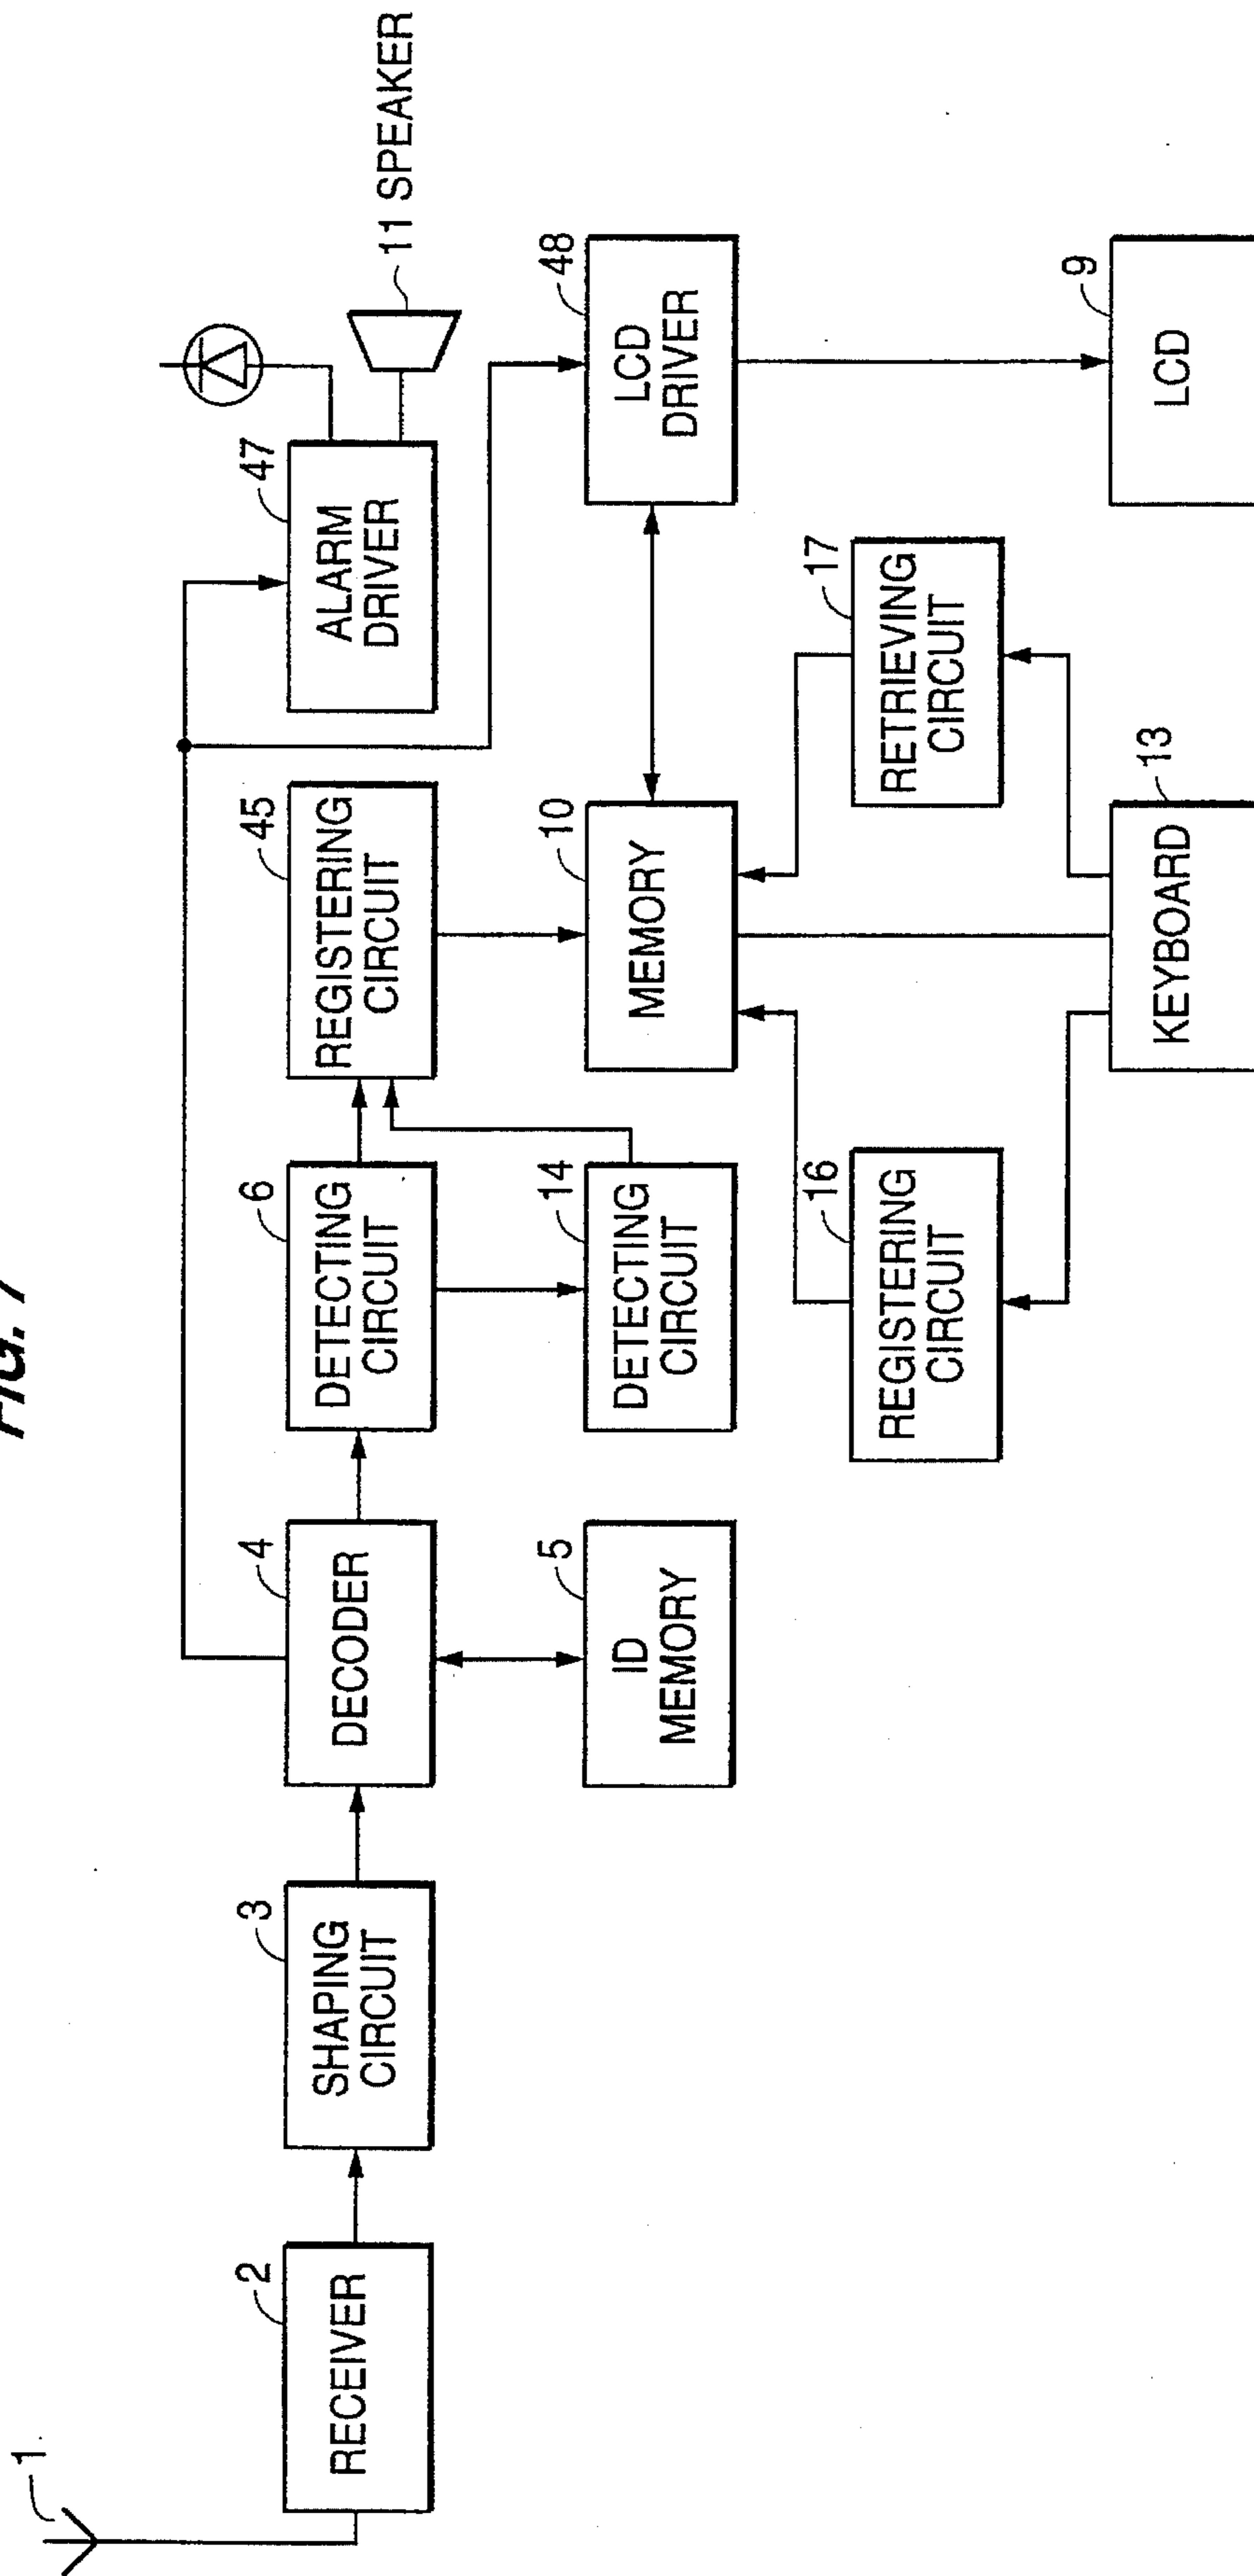 FIG. 7
1
2
RECEIVER
3
SHAPING
CIRCUIT
4
DECODER
5
ID
MEMORY
6
DETECTING
CIRCUIT
14
DETECTING
CIRCUIT
45
REGISTERING
CIRCUIT
47
ALARM
DRIVER
11 SPEAKER
10
MEMORY
48
LCD
DRIVER
16
REGISTERING
CIRCUIT
17
RETRIEVING
CIRCUIT
KEYBOARD
13
9
LCD